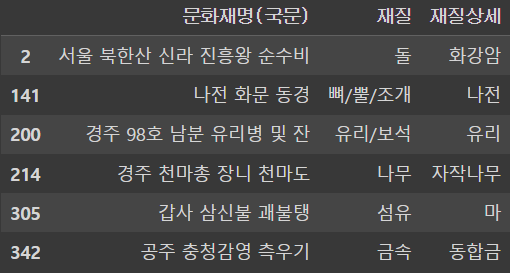 문화재명(국문) 재질 재질상세
2 서울 북한산 신라 진흥왕 순수비 돌 화강암
141 나전 화문 동경 뼈/뿔/조개 나전
200 경주 98호 남분 유리병 및 잔 유리/보석 유리
214 경주 천마총 장니 천마도 나무 자작나무
305 갑사 삼신불 괘불탱 섬유 마
342 공주 충청감영 측우기 금속 동합금